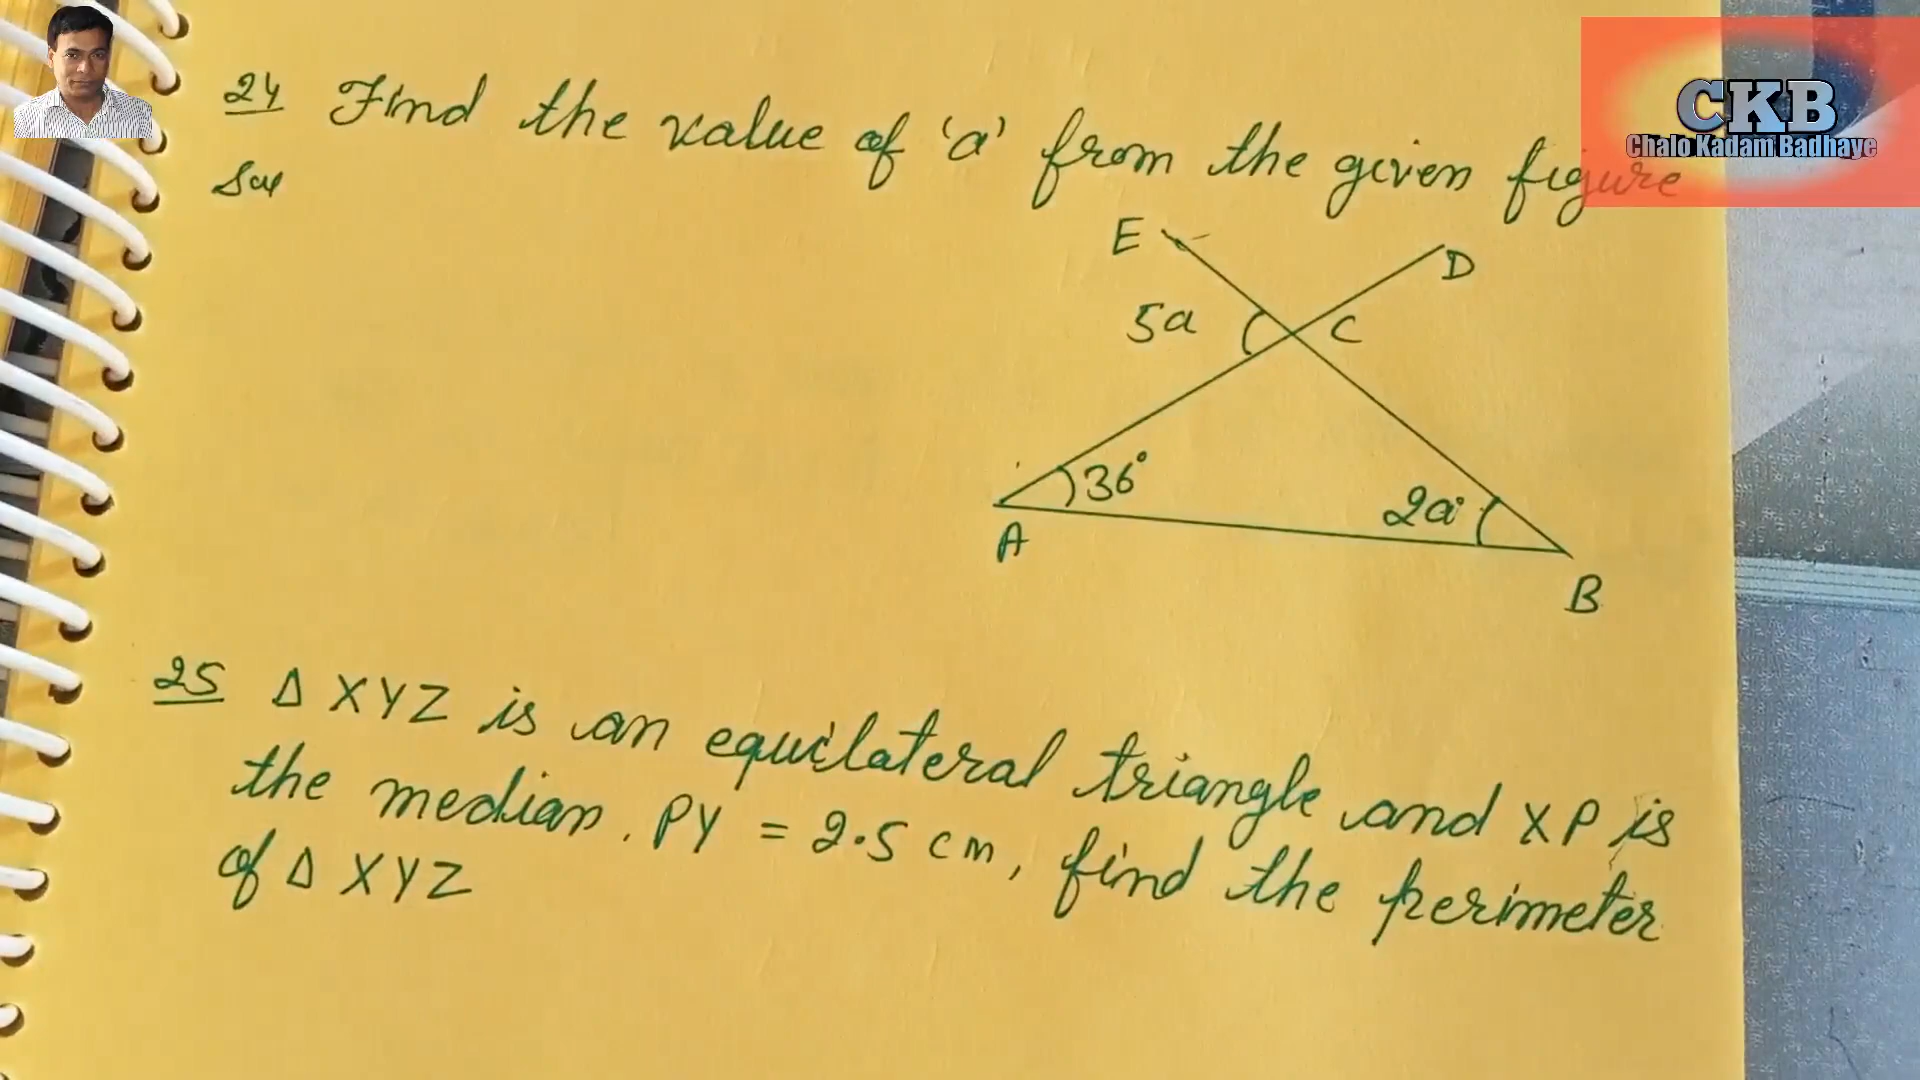 CKB
Chalo Kadam Badhaye
24 Find the value of 'a' from the given figure
Sol
E
D
5a
C
36°
2a
A
B
25 Δ XYZ is an equilateral triangle and XP is
the median. PY = 2.5 cm, find the perimeter
of Δ XYZ